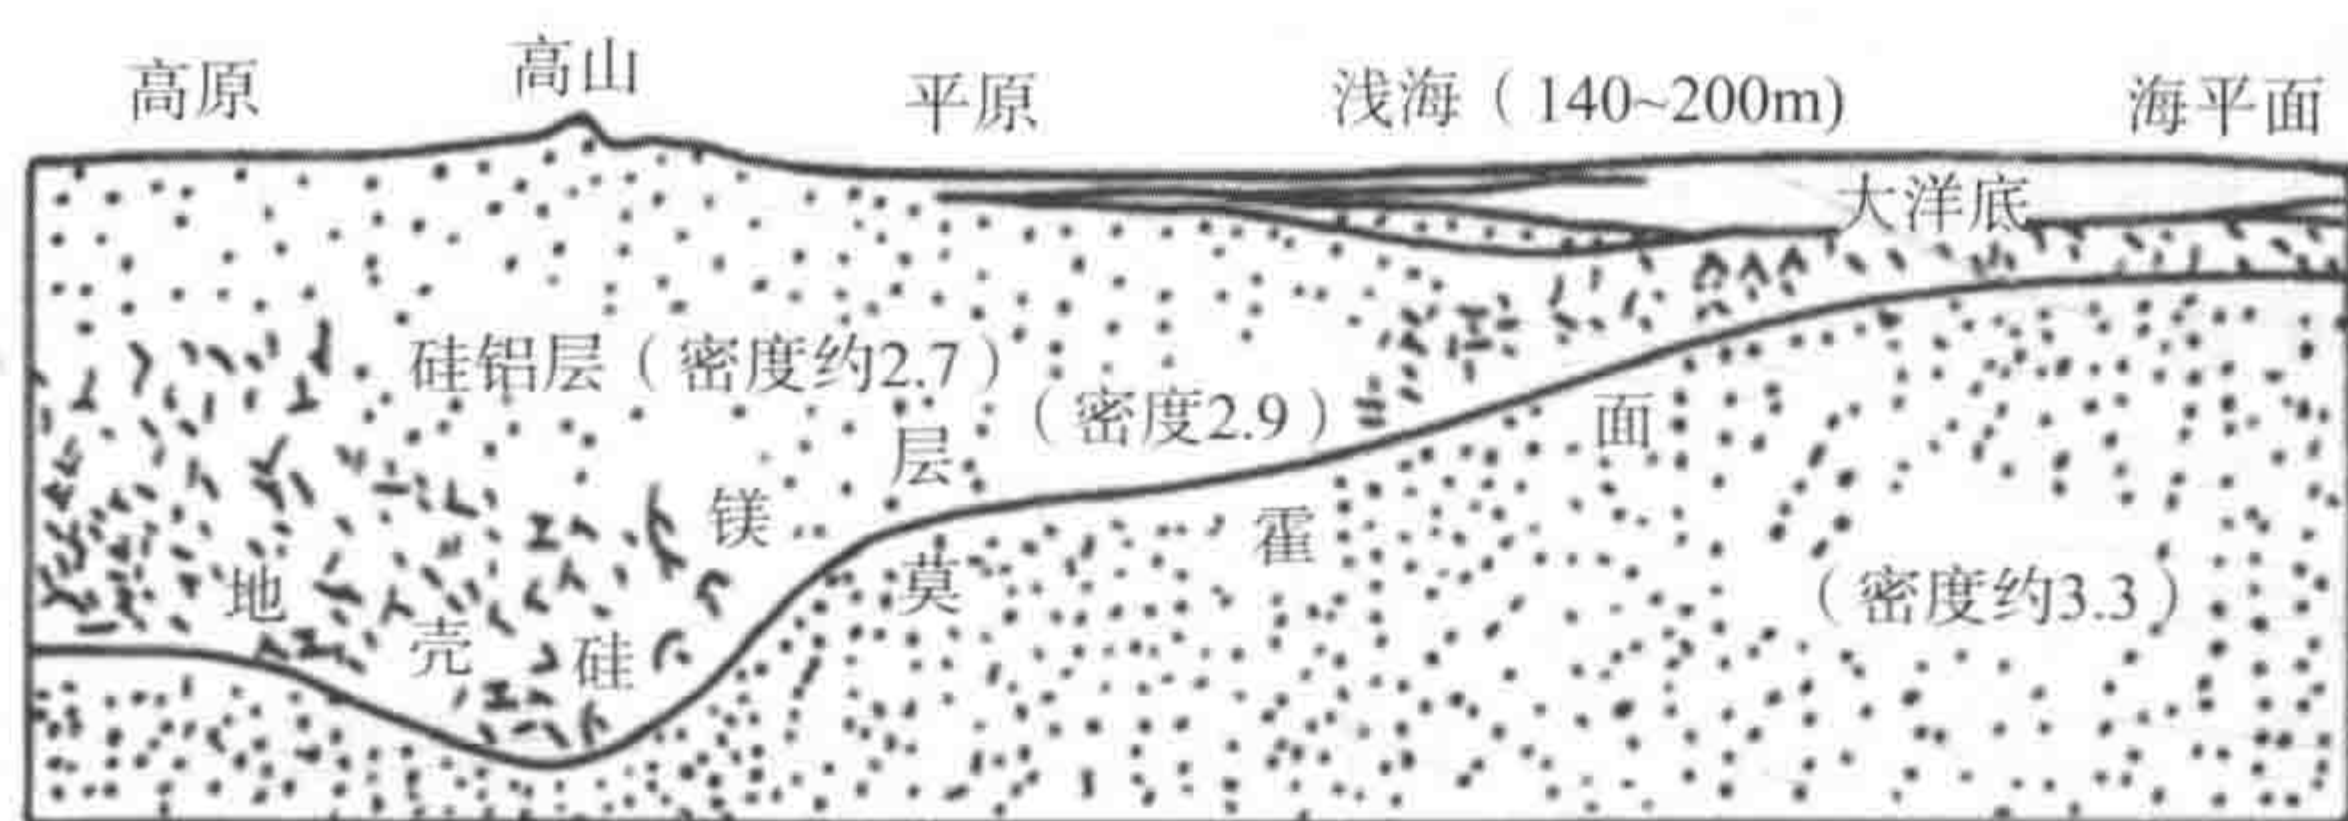 高原
高山
平原
浅海（140~200m)
海平面
大洋底
硅铝层（密度约2.7）
（密度2.9）
地壳
硅镁层
莫霍面
（密度约3.3）